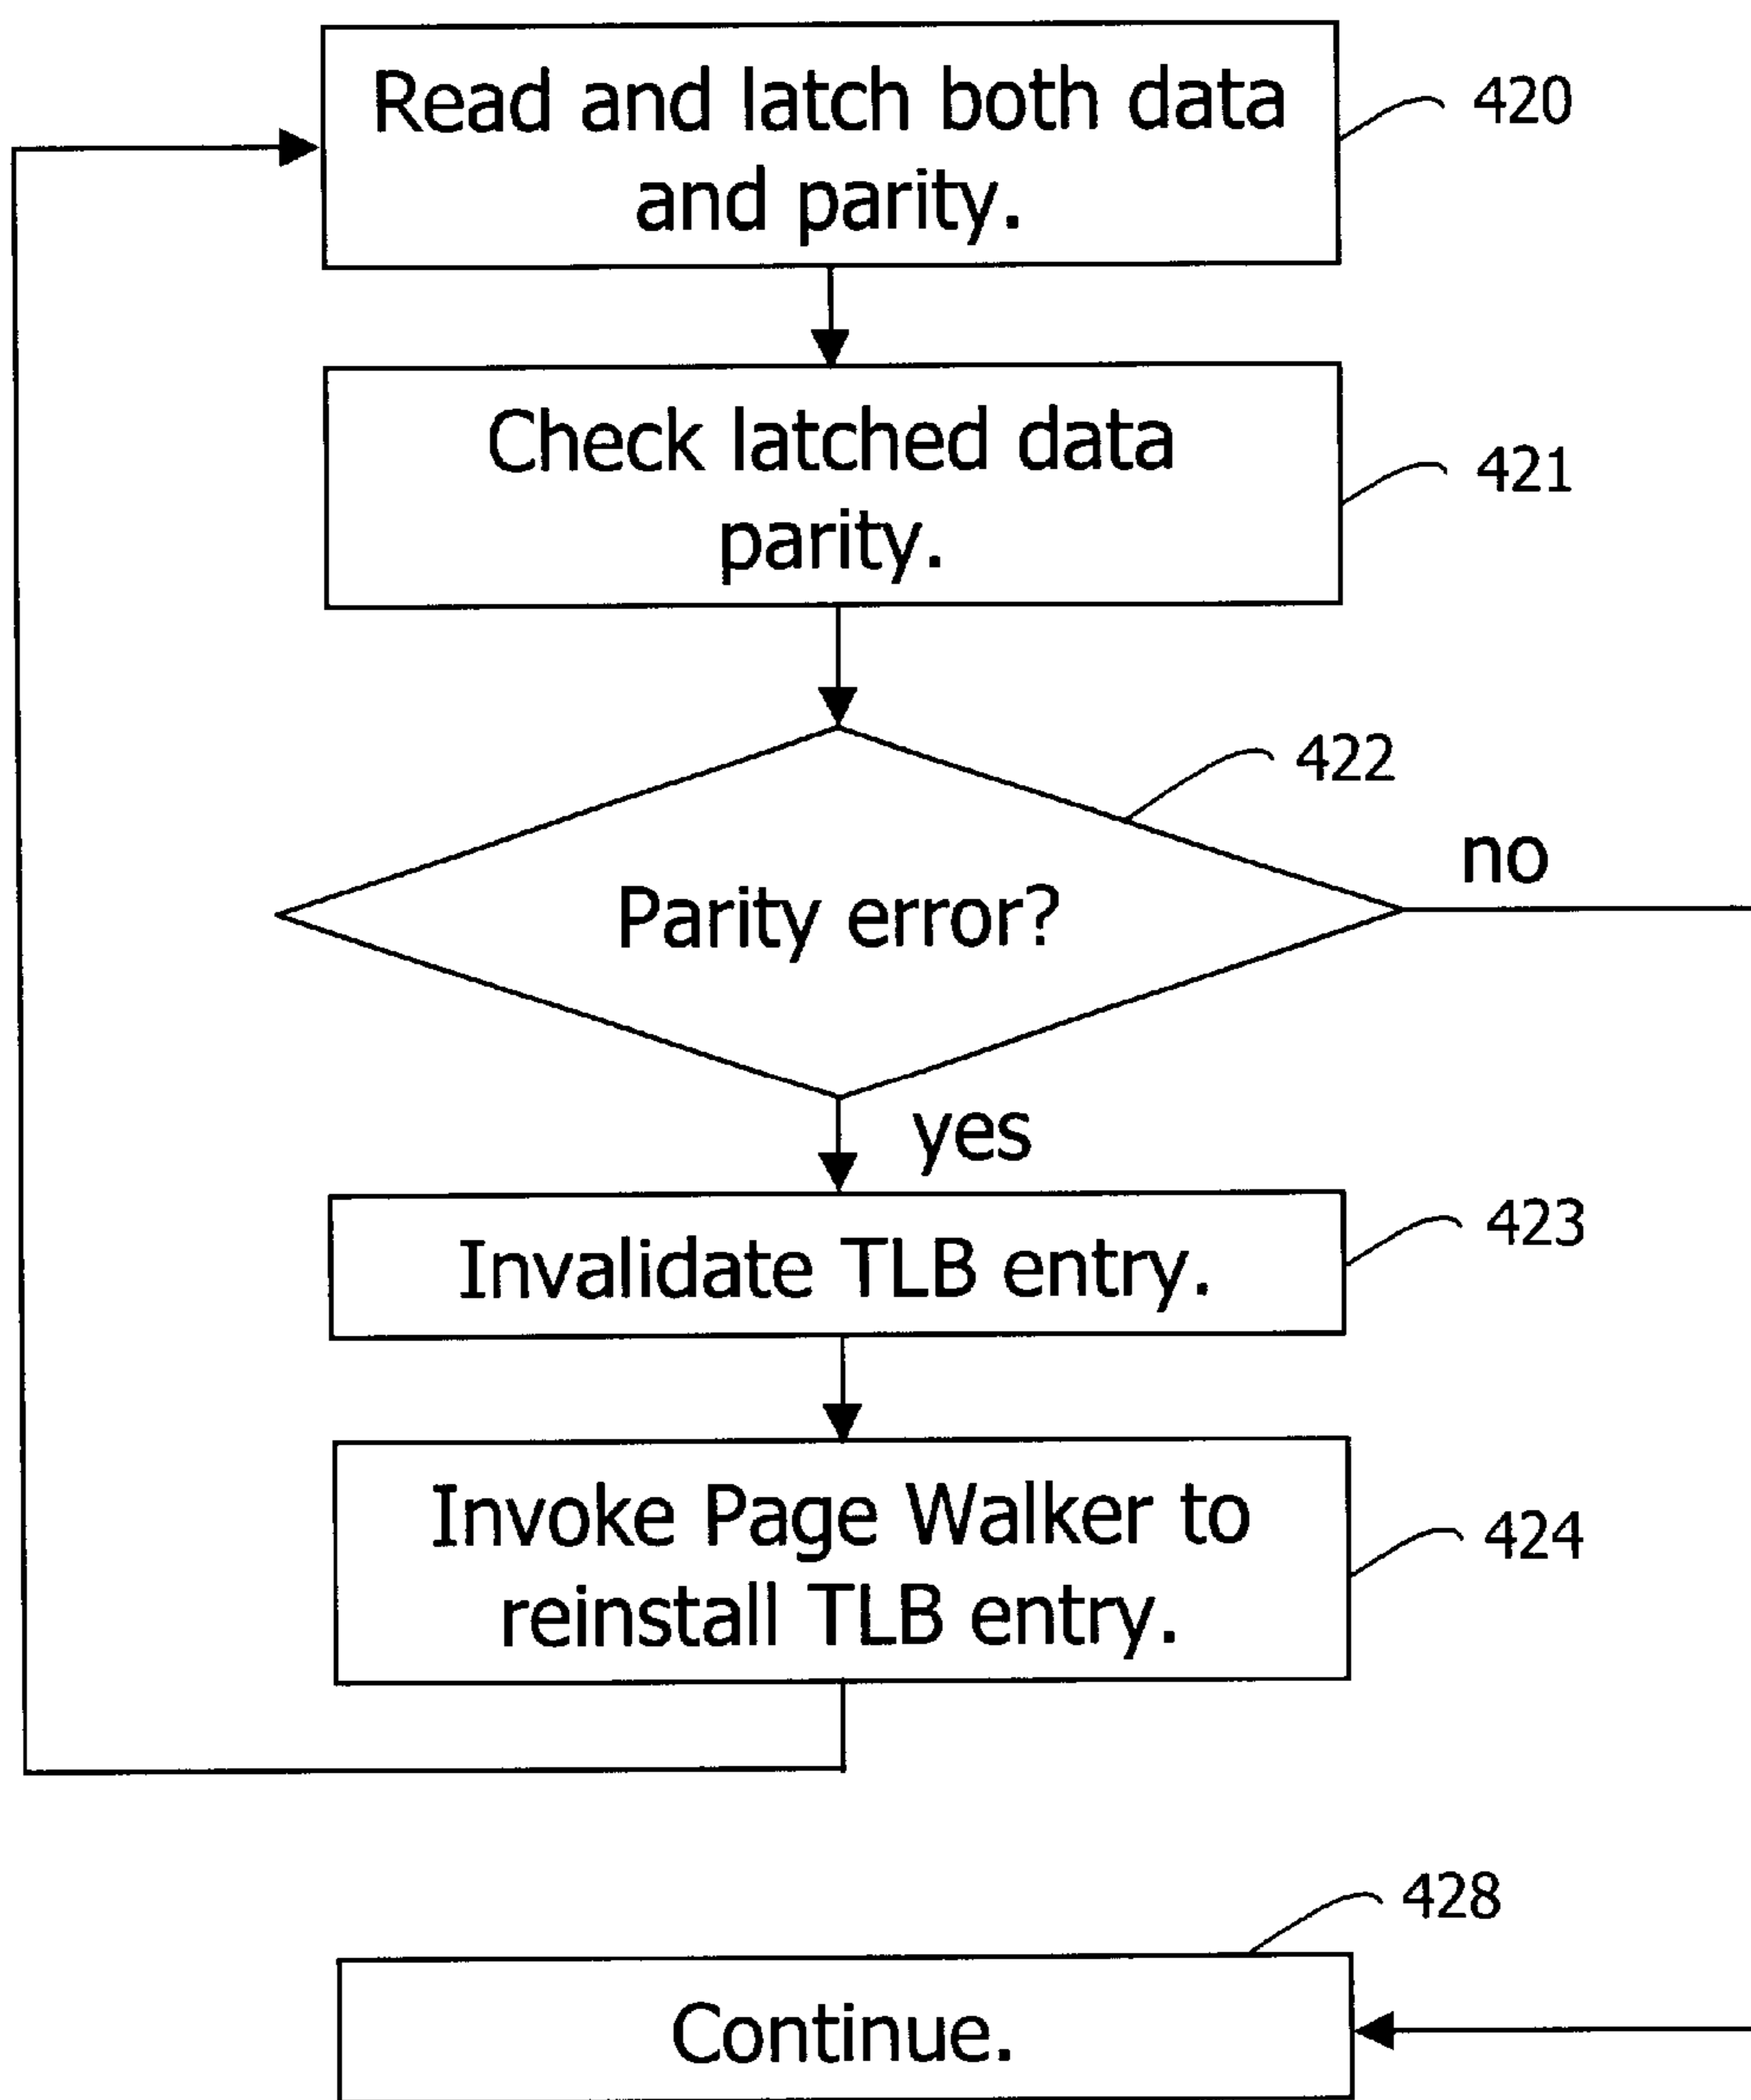 Read and latch both data
and parity.
420
Check latched data
parity.
421
422
Parity error?
no
yes
Invalidate TLB entry.
423
Invoke Page Walker to
reinstall TLB entry.
424
428
Continue.